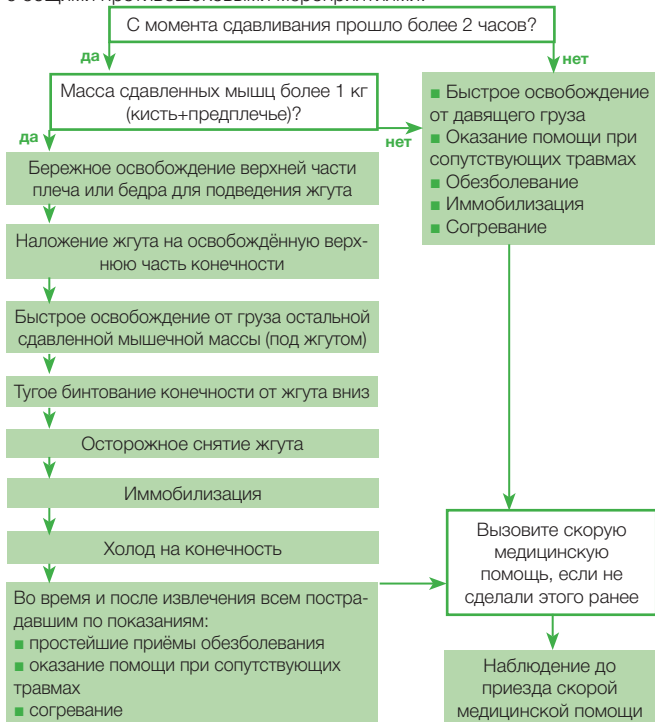 С момента сдавливания прошло более 2 часов?
да
нет
Масса сдавленных мышц более 1 кг
(кисть+предплечье)?
да
нет
■ Быстрое освобождение
от давящего груза
■ Оказание помощи при
сопутствующих травмах
■ Обезболевание
■ Иммобилизация
■ Согревание
Бережное освобождение верхней части
плеча или бедра для подведения жгута
Наложение жгута на освобождённую верх-
нюю часть конечности
Быстрое освобождение от груза остальной
сдавленной мышечной массы (под жгутом)
Тугое бинтование конечности от жгута вниз
Осторожное снятие жгута
Иммобилизация
Холод на конечность
Во время и после извлечения всем постра-
давшим по показаниям:
■ простейшие приёмы обезболевания
■ оказание помощи при сопутствующих
травмах
■ согревание
Вызовите скорую
медицинскую
помощь, если не
сделали этого ранее
Наблюдение до
приезда скорой
медицинской помощи